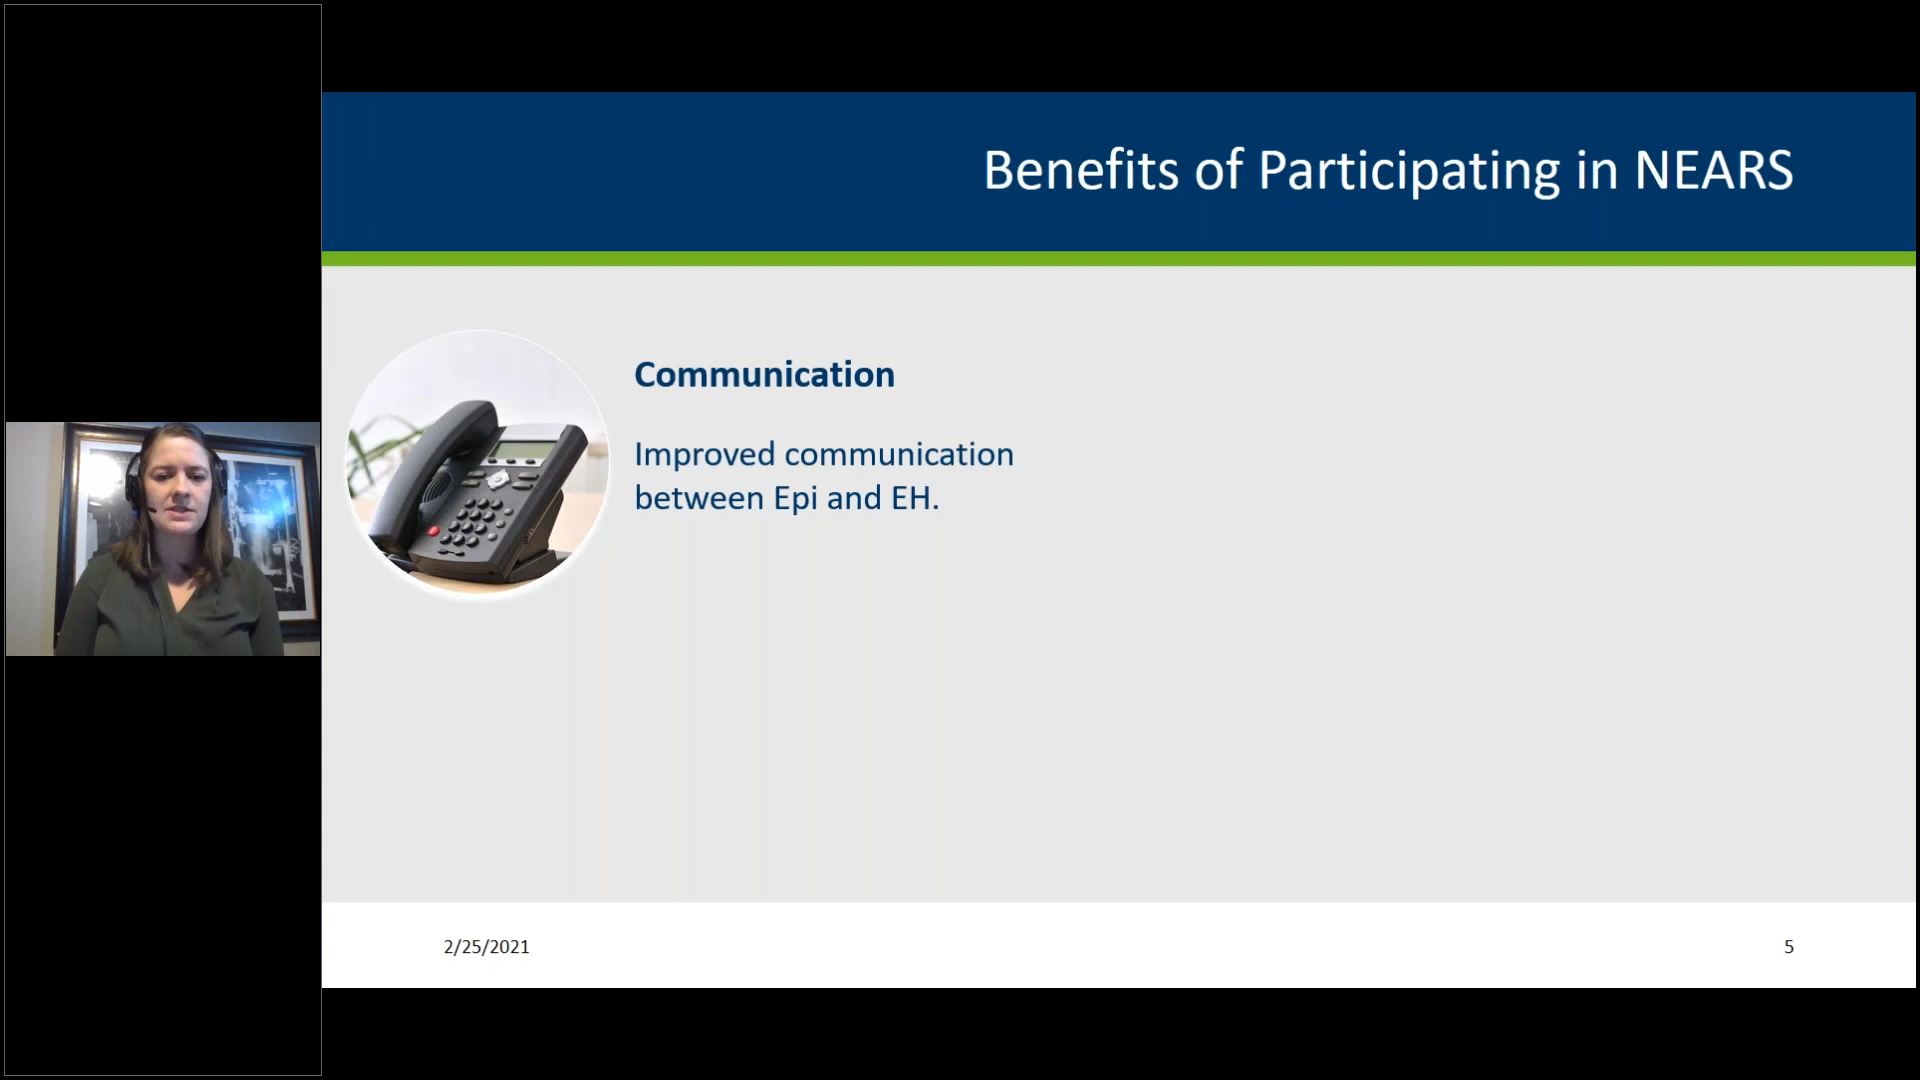 Benefits of Participating in NEARS
Communication
Improved communication
between Epi and EH.
2/25/2021
5